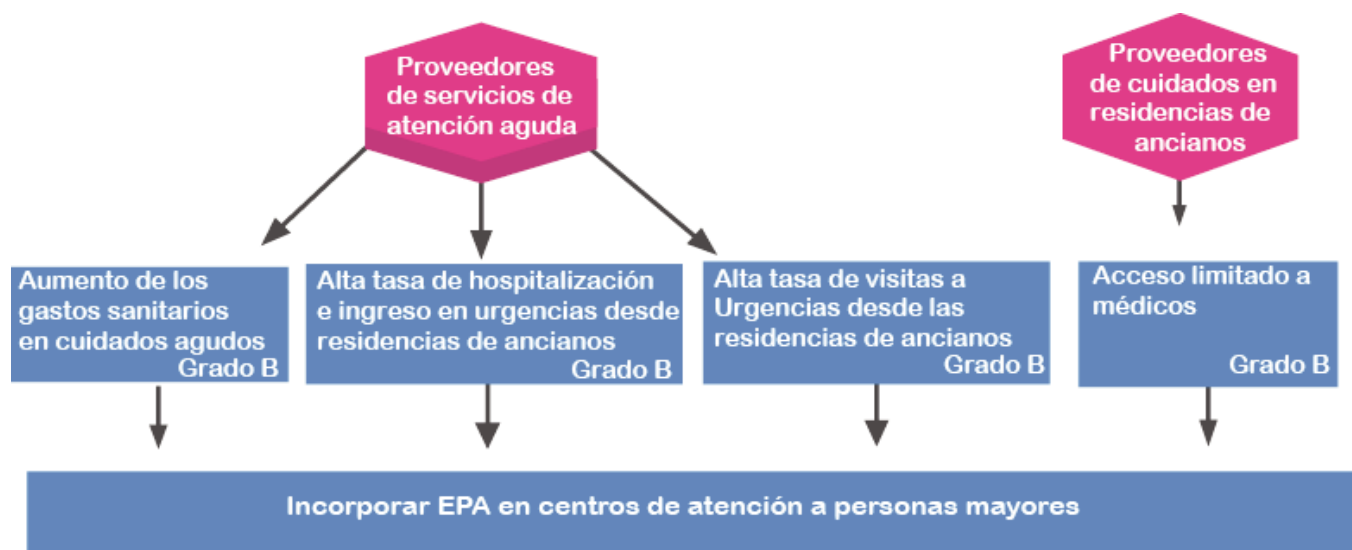 Proveedores
de servicios de
atención aguda
Proveedores
de cuidados en
residencias de
ancianos
Aumento de los
gastos sanitarios
en cuidados agudos
Grado B
Alta tasa de hospitalización
e ingreso en urgencias desde
residencias de ancianos
Grado B
Alta tasa de visitas a
Urgencias desde las
residencias de ancianos
Grado B
Acceso limitado a
médicos
Grado B
Incorporar EPA en centros de atención a personas mayores